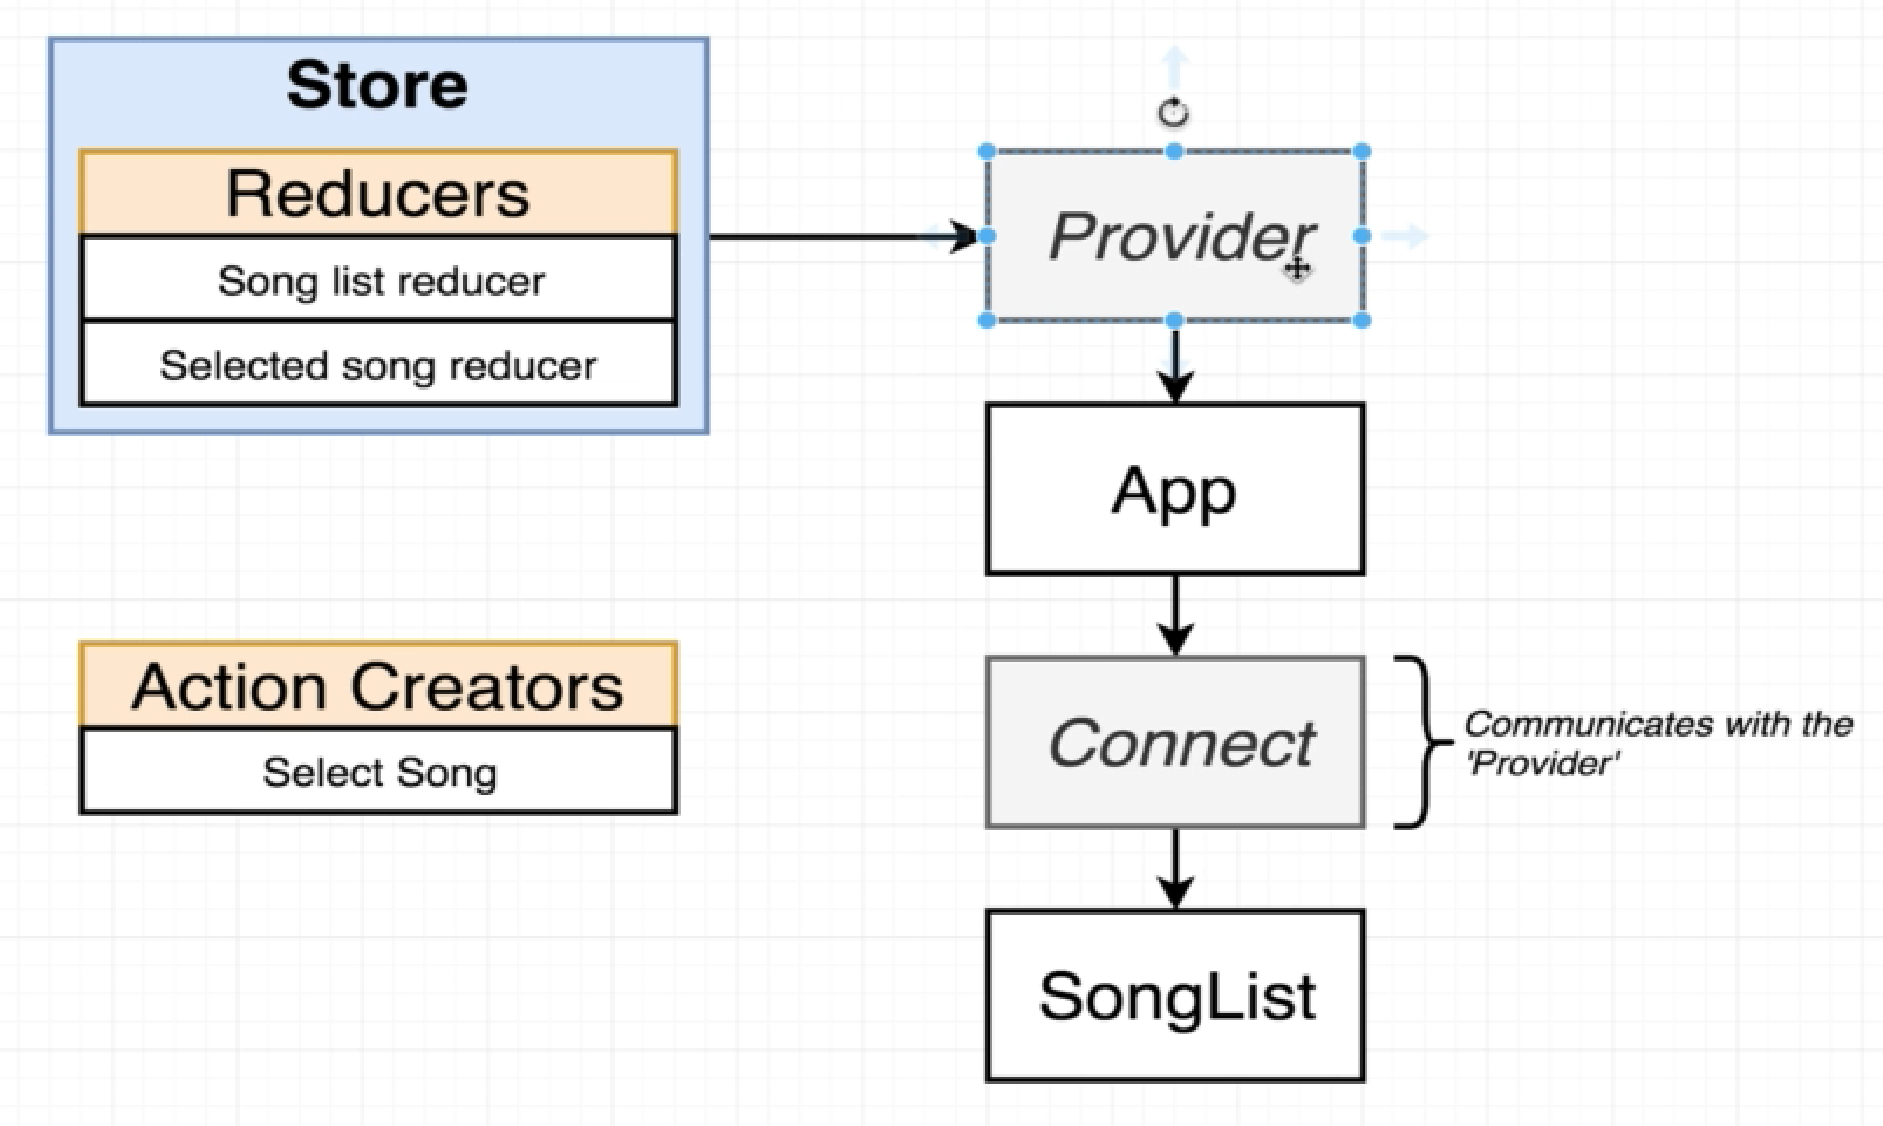 Store
Reducers
Song list reducer
Selected song reducer
Action Creators
Select Song
Provider
App
Connect
Communicates with the
'Provider'
SongList